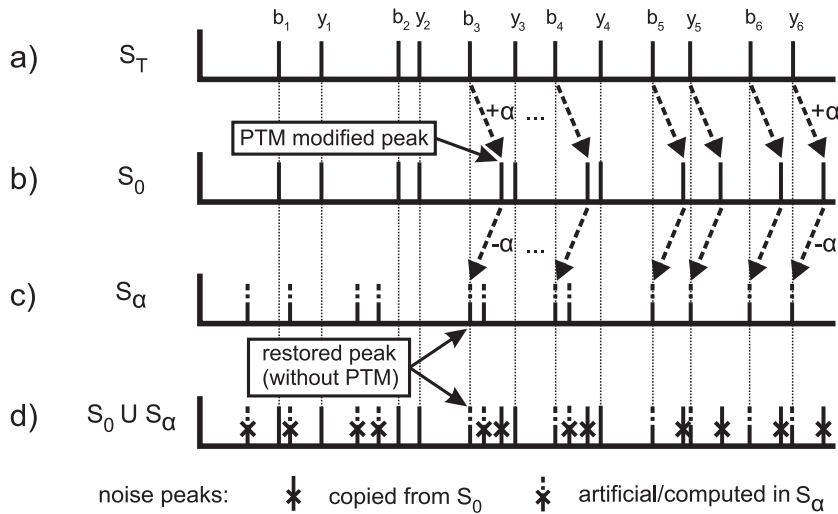 b1 y1 b2 y2 b3 y3 b4 y4 b5 y5 b6 y6
a) ST
+α ... +α
PTM modified peak
b) S0
-α ... -α
c) Sα
restored peak
(without PTM)
d) S0 U Sα
noise peaks: copied from S0 artificial/computed in Sα